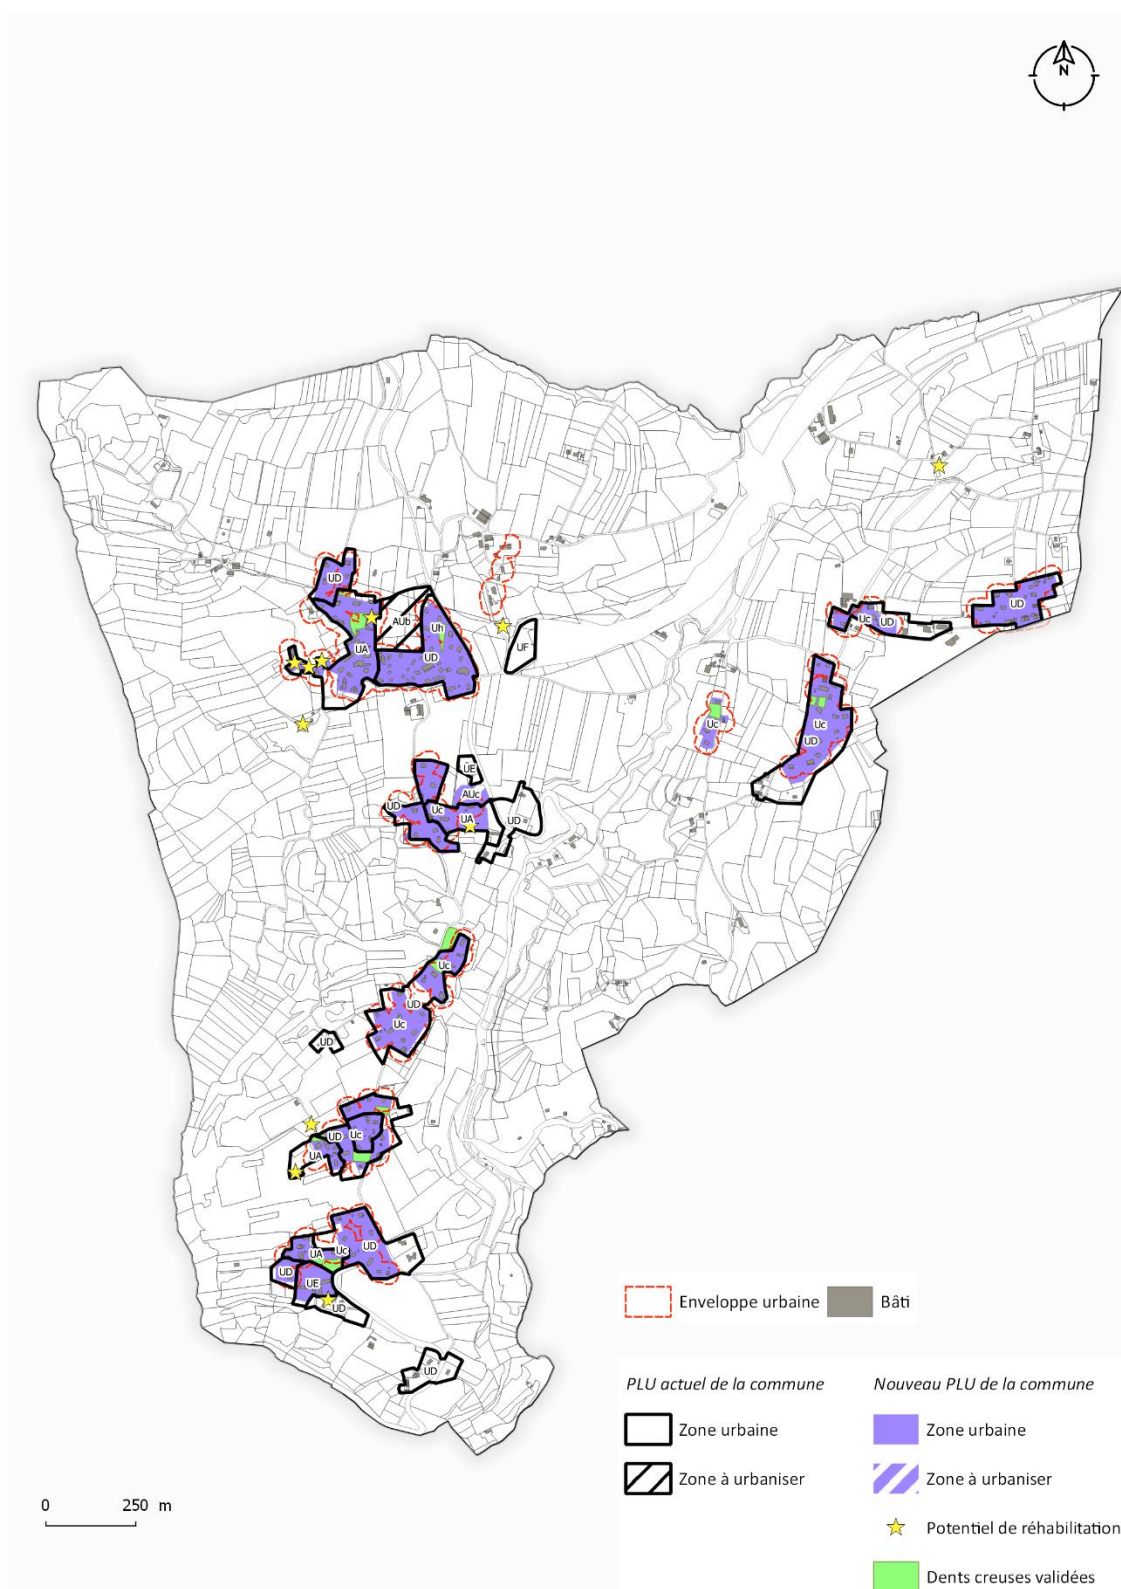 N
UD
AUb
Uh
UD
UA
UF
Uc
UD
UD
Uc
Uc
UD
UE
AUc
UD
Uc
UA
UD
Uc
UD
Uc
UD
UD
Uc
UA
UA
Uc
UD
UD
UE
UD
UD
Enveloppe urbaine
Bâti
PLU actuel de la commune
Nouveau PLU de la commune
Zone urbaine
Zone urbaine
Zone à urbaiser
Zone à urbaniser
0 250 m
Potentiel de réhabilitation
Dents creuses validées